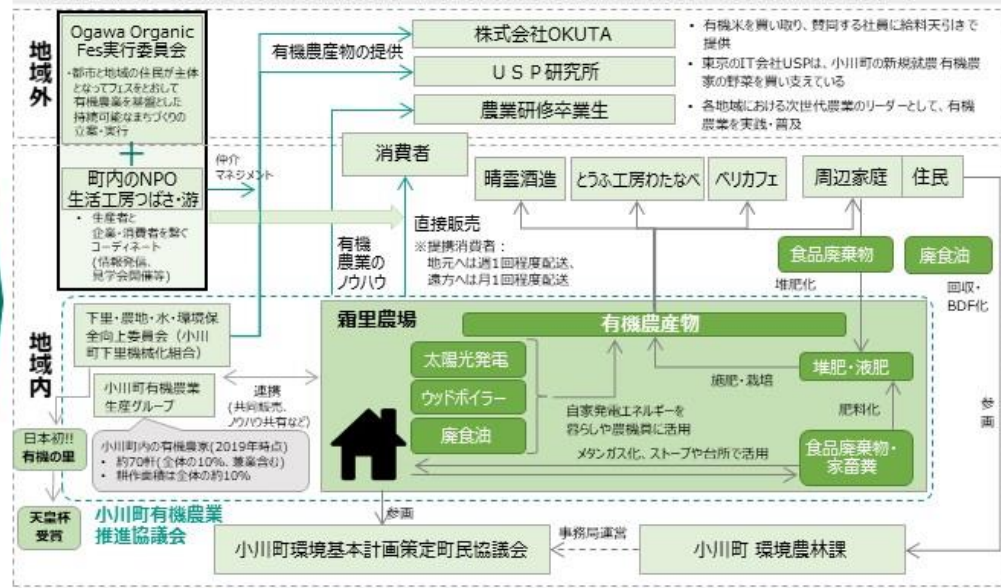 地域外
Ogawa Organic
Fes実行委員会
・都市と地域の住民が主体
となってフェスをとおして
有機農業を基盤とした
持続可能なまちづくりの
立案・実行
+
町内のNPO
生活工房つばさ・游
• 生産者と
企業・消費者を繋ぐ
コーディネート
(情報発信、
見学会開催等)
仲介
マネジメント
有機農産物の提供
株式会社OKUTA
USP研究所
農業研修卒業生
• 有機米を買い取り、賛同する社員に給料天引きで
提供
• 東京のIT会社USPは、小川町の新規就農有機農
家の野菜を買い支えている
• 各地域における次世代農業のリーダーとして、有機
農業を実践・普及
消費者
晴雲酒造
とうふ工房わたなべ
ベリカフェ
周辺家庭
住民
直接販売
※提携消費者：
地元へは週1回程度配送、
遠方へは月1回程度配送
有機
農業の
ノウハウ
食品廃棄物
廃食油
堆肥化
回収・
BDF化
参画
地域内
下里・農地・水・環境保
全向上委員会（小川
町下里機械化組合）
小川町有機農業
生産グループ
連携
(共同販売、
ノウハウ共有など)
小川町内の有機農家(2019年時点)
• 約70軒(全体の10%、兼業含む)
• 耕作面積は全体の約10%
日本初!!
有機の里
天皇杯
受賞
小川町有機農業
推進協議会
霜里農場
有機農産物
太陽光発電
ウッドボイラー
廃食油
自家発電エネルギーを
暮らしや農機具に活用
施肥・栽培
堆肥・液肥
肥料化
食品廃棄物・
家畜糞
メタンガス化、ストーブや台所で活用
参画
小川町環境基本計画策定町民協議会
事務局運営
小川町 環境農林課